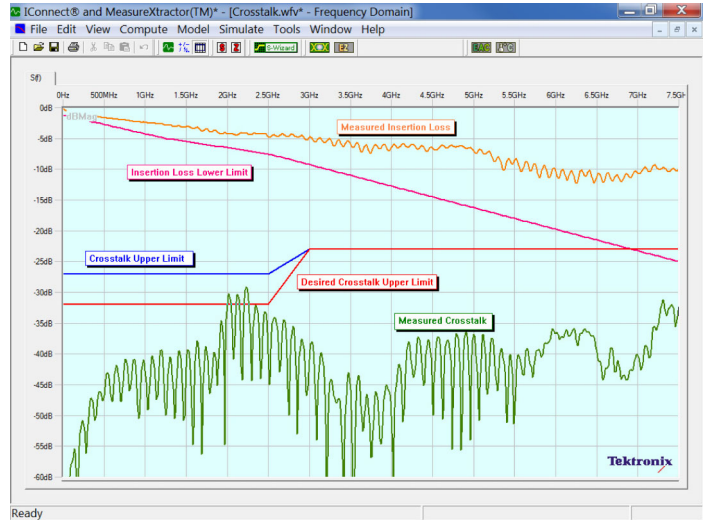 IConnect® and MeasureXtractor(TM)* - [Crosstalk.wfv* - Frequency Domain]
File Edit View Compute Model Simulate Tools Window Help
S-Wizard EZ
S(f)
0Hz 500MHz 1GHz 1.5GHz 2GHz 2.5GHz 3GHz 3.5GHz 4GHz 4.5GHz 5GHz 5.5GHz 6GHz 6.5GHz 7GHz 7.5GH
0dB
dBMag
Measured Insertion Loss
-5dB
-10dB
Insertion Loss Lower Limit
-15dB
-20dB
Crosstalk Upper Limit
-25dB
Desired Crosstalk Upper Limit
-30dB
Measured Crosstalk
-35dB
-40dB
-45dB
-50dB
-55dB
Tektronix
-60dB
Ready